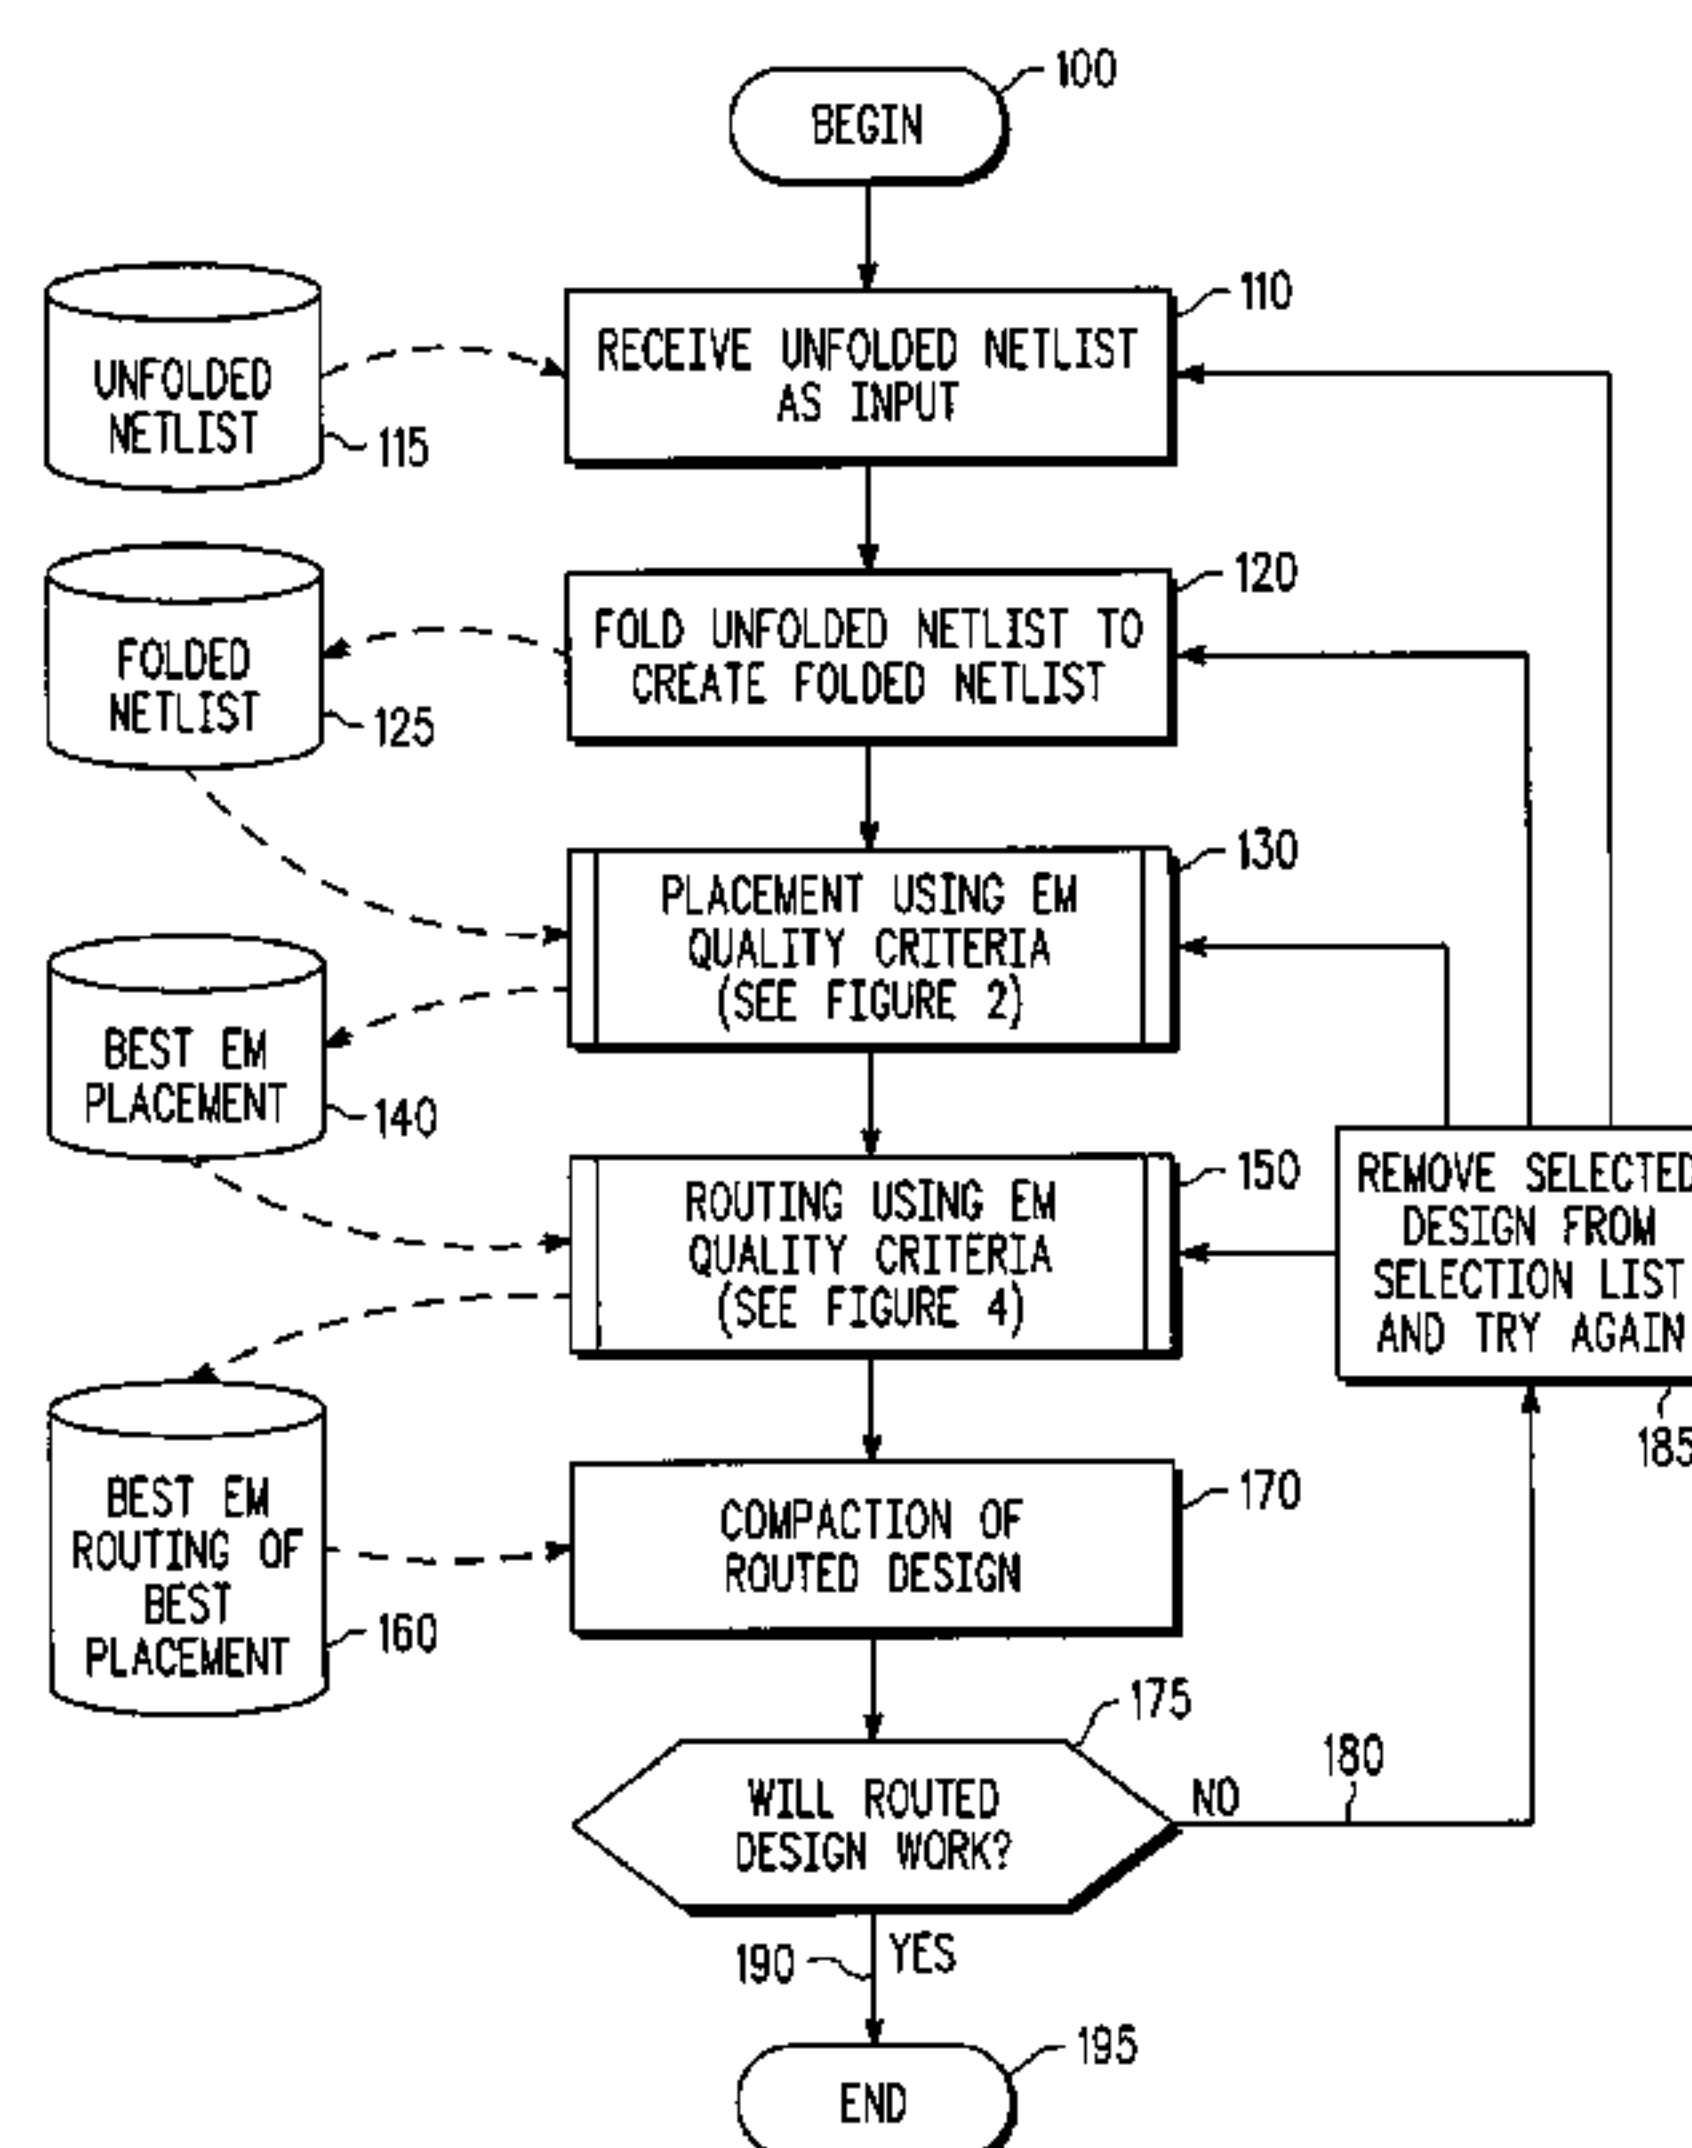 100
BEGIN
110
RECEIVE UNFOLDED NETLIST
AS INPUT
UNFOLDED
NETLIST
115
120
FOLD UNFOLDED NETLIST TO
CREATE FOLDED NETLIST
FOLDED
NETLIST
125
130
PLACEMENT USING EM
QUALITY CRITERIA
(SEE FIGURE 2)
BEST EM
PLACEMENT
140
150
ROUTING USING EM
QUALITY CRITERIA
(SEE FIGURE 4)
REMOVE SELECTED
DESIGN FROM
SELECTION LIST
AND TRY AGAIN
185
BEST EM
ROUTING OF
BEST
PLACEMENT
160
170
COMPACTION OF
ROUTED DESIGN
175
WILL ROUTED
DESIGN WORK?
NO
180
190
YES
195
END